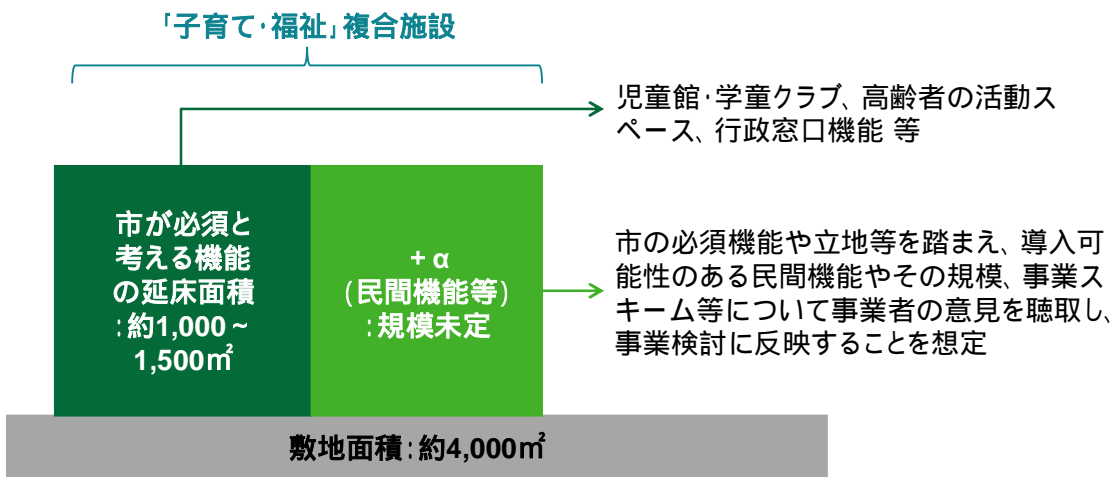 「子育て・福祉」複合施設
児童館・学童クラブ、高齢者の活動ス
ペース、行政窓口機能 等
市が必須と
考える機能
の延床面積
:約1,000~
1,500㎡
+α
(民間機能等)
:規模未定
市の必須機能や立地等を踏まえ、導入可
能性のある民間機能やその規模、事業ス
キーム等について事業者の意見を聴取し、
事業検討に反映することを想定
敷地面積:約4,000㎡